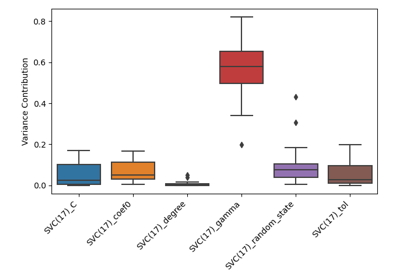 0.8
0.6
0.4
0.2
0.0
Variance Contribution
SVC(17)_C
SVC(17)_coef0
SVC(17)_degree
SVC(17)_gamma
SVC(17)_random_state
SVC(17)_tol